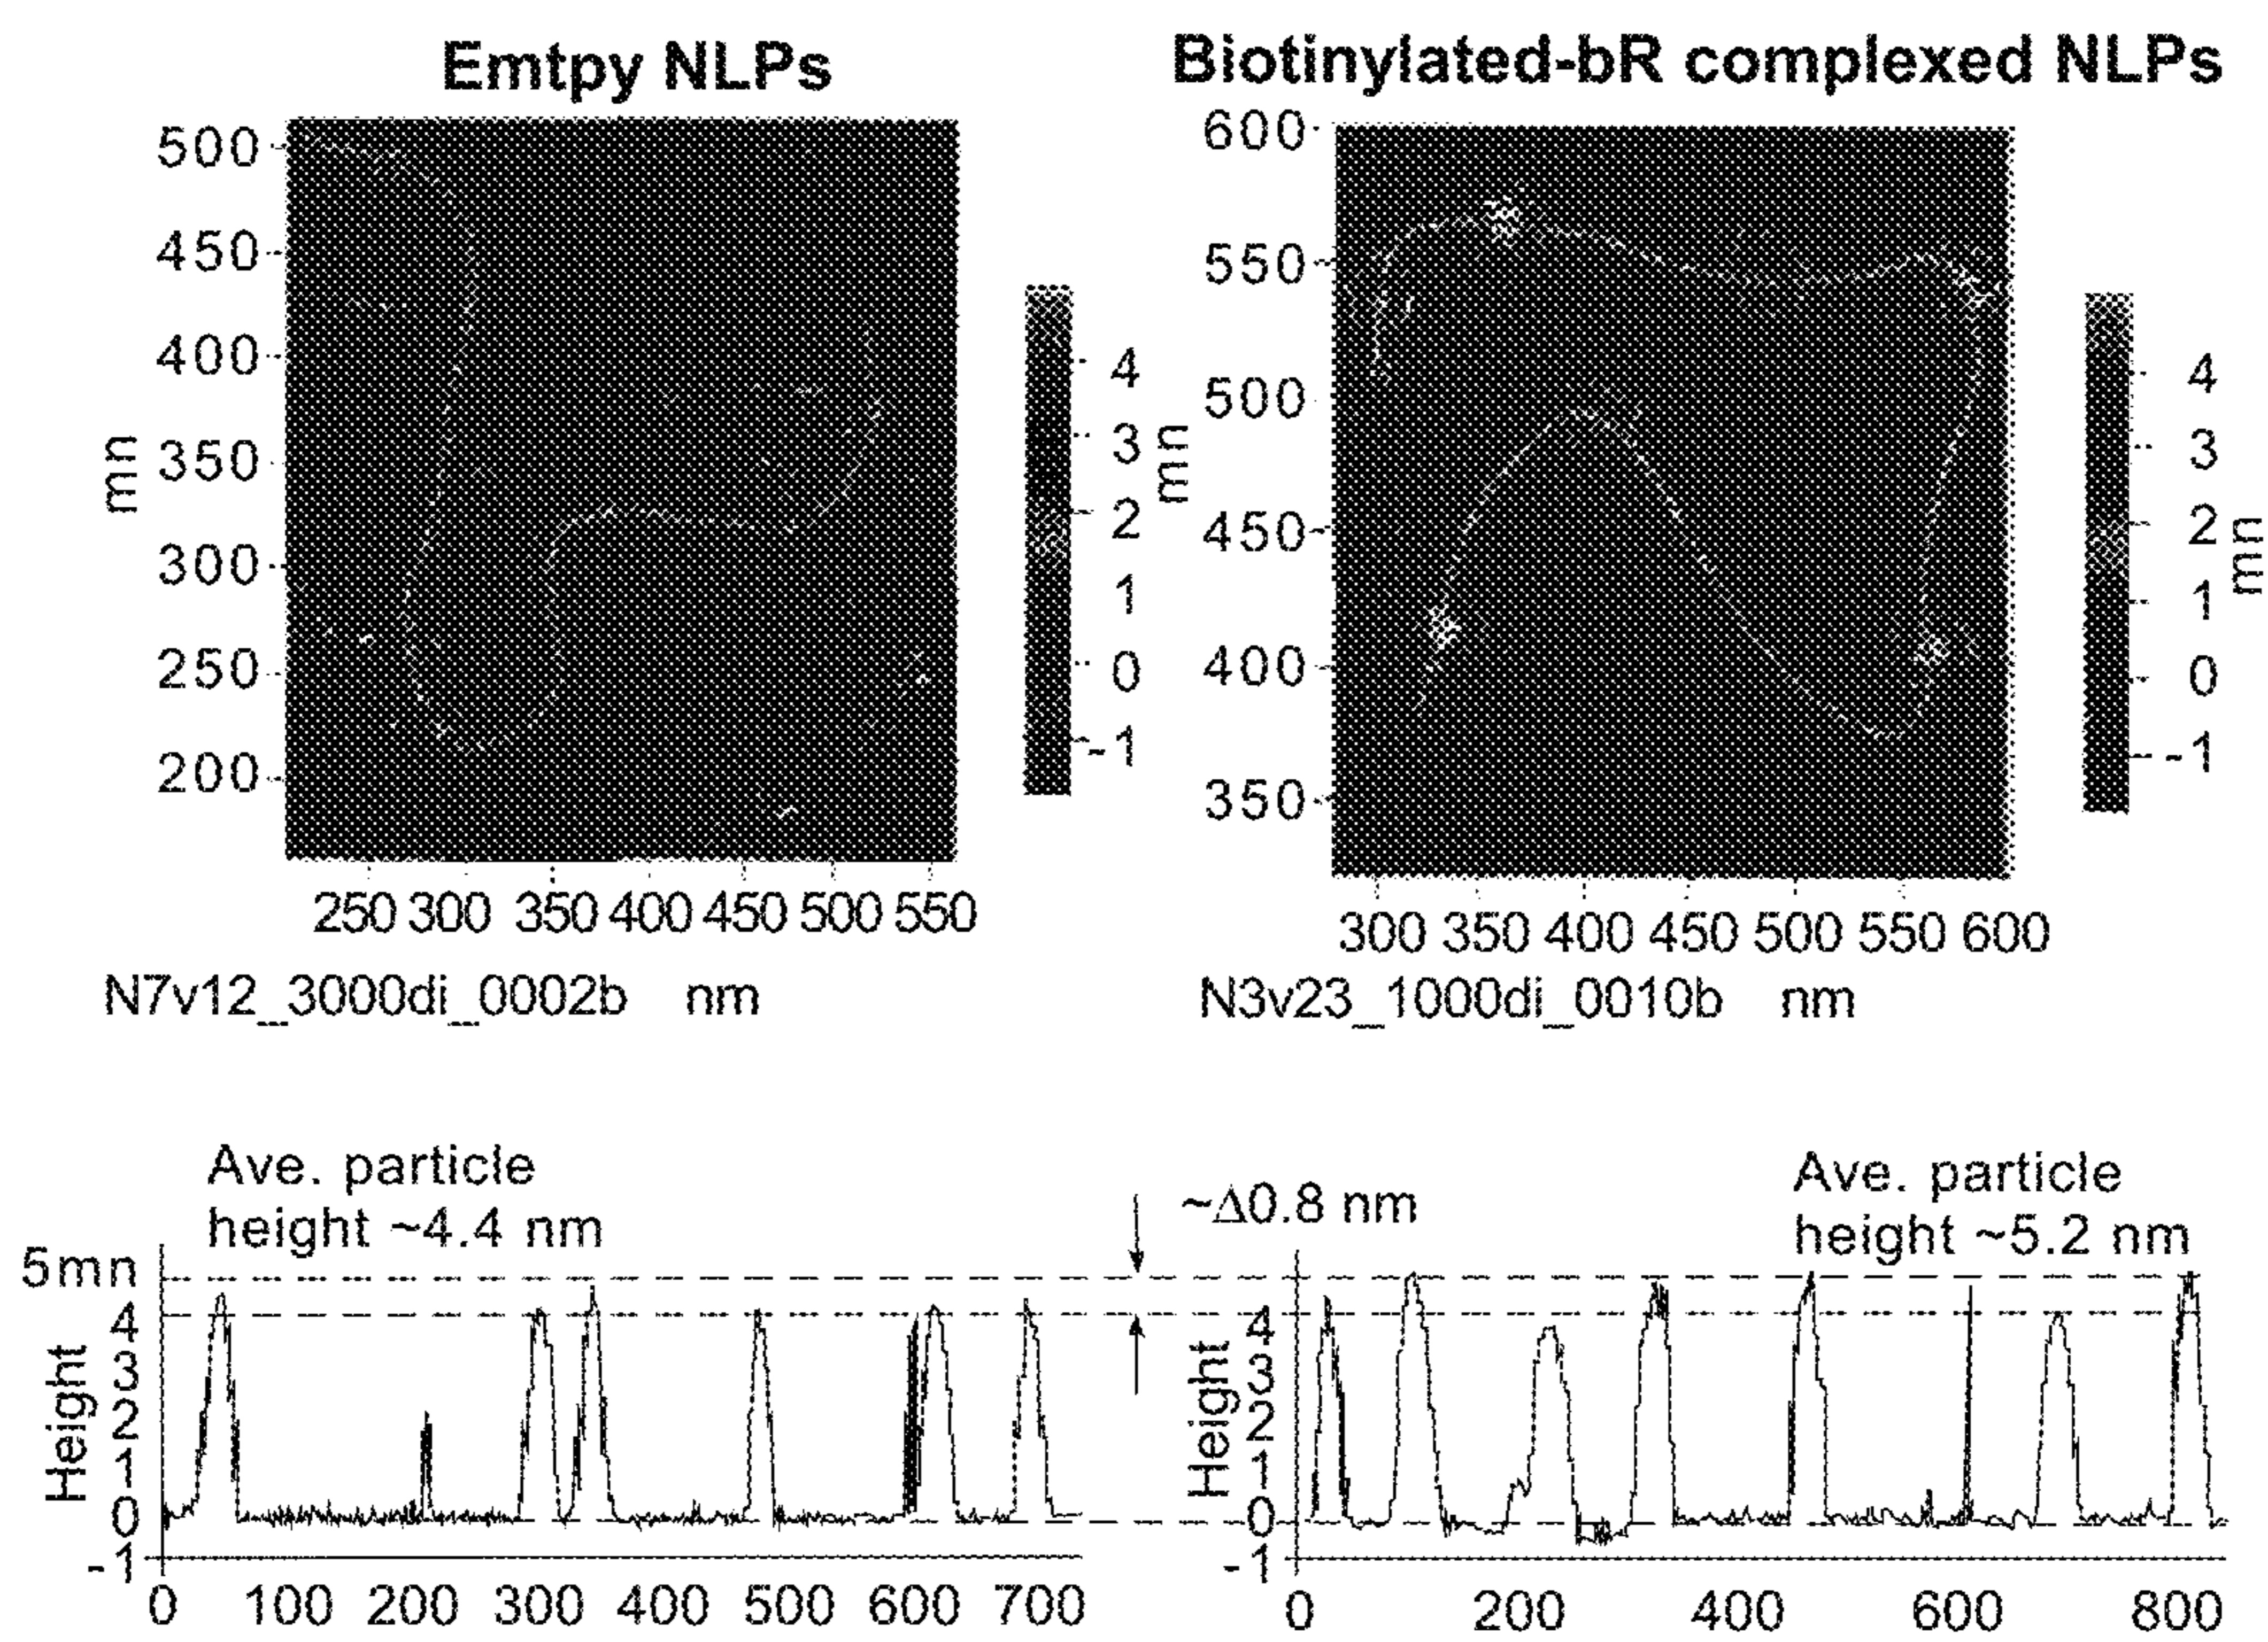 Emtpy NLPs
500
450
400
350
300
250
200
nm
250 300 350 400 450 500 550
4
3
2
1
0
-1
nm
N7v12_3000di_0002b nm
Biotinylated-bR complexed NLPs
600
550
500
450
400
350
300 350 400 450 500 550 600
4
3
2
1
0
-1
nm
N3v23_1000di_0010b nm
Ave. particle
height ~4.4 nm
5mn
4
3
2
1
0
-1
Height
0 100 200 300 400 500 600 700
~Δ0.8 nm
Ave. particle
height ~5.2 nm
4
3
2
1
0
-1
Height
0 200 400 600 800